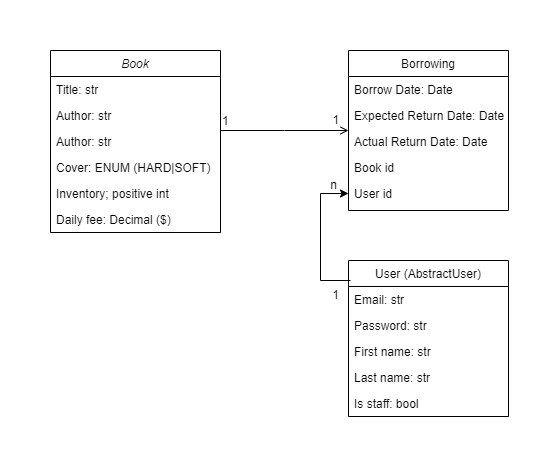 Book
Title: str
Author: str
Author: str
Cover: ENUM (HARD|SOFT)
Inventory; positive int
Daily fee: Decimal ($)
1
1
Borrowing
Borrow Date: Date
Expected Return Date: Date
Actual Return Date: Date
Book id
User id
n
1
User (AbstractUser)
Email: str
Password: str
First name: str
Last name: str
Is staff: bool